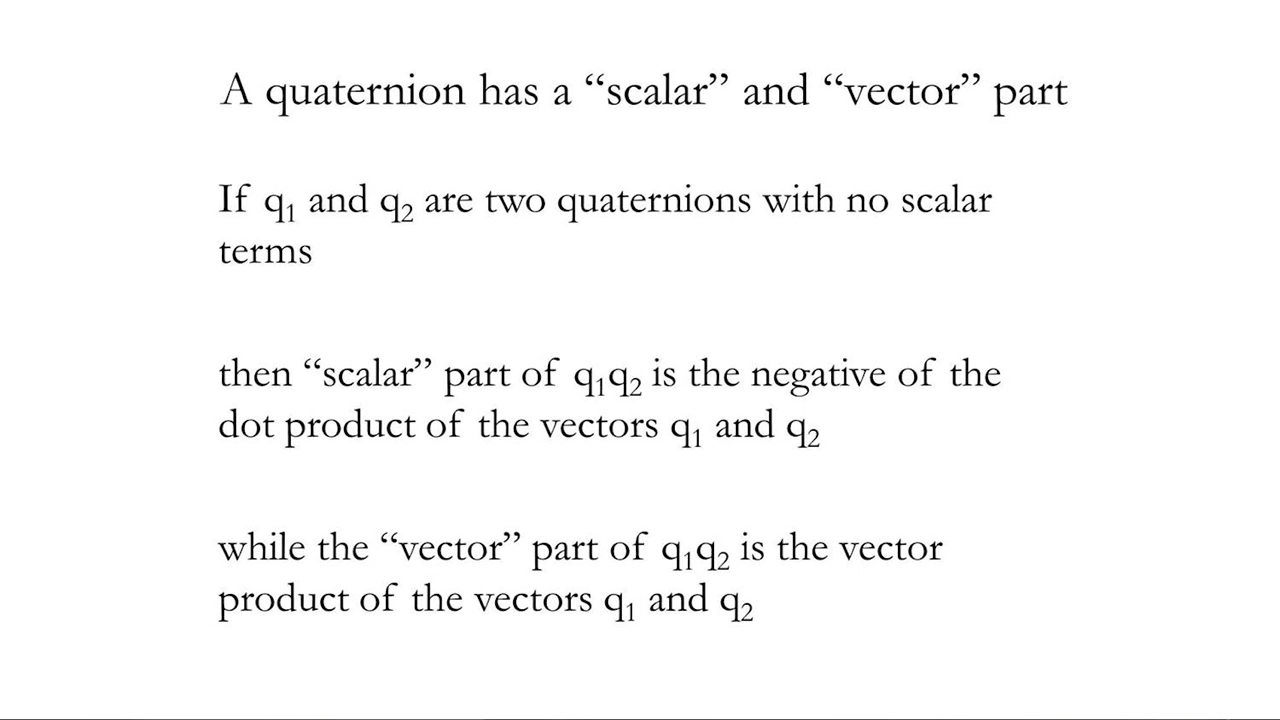 A quaternion has a “scalar” and “vector” part
If q₁ and q₂ are two quaternions with no scalar
terms
then “scalar” part of q₁q₂ is the negative of the
dot product of the vectors q₁ and q₂
while the “vector” part of q₁q₂ is the vector
product of the vectors q₁ and q₂